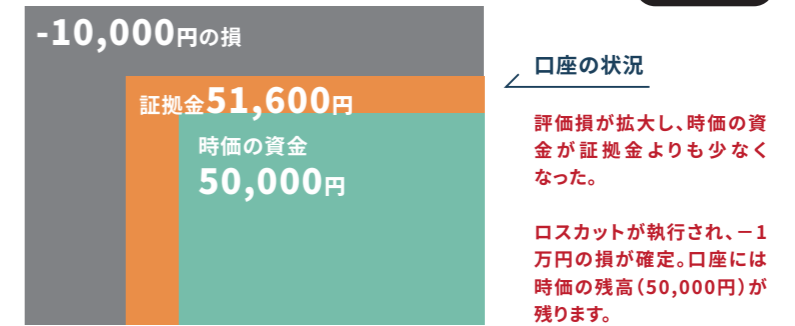 -10,000円の損
証拠金51,600円
時価の資金
50,000円
口座の状況
評価損が拡大し、時価の資
金が証拠金よりも少なく
なった。
ロスカットが執行され、－1
万円の損が確定。口座には
時価の残高（50,000円）が
残ります。